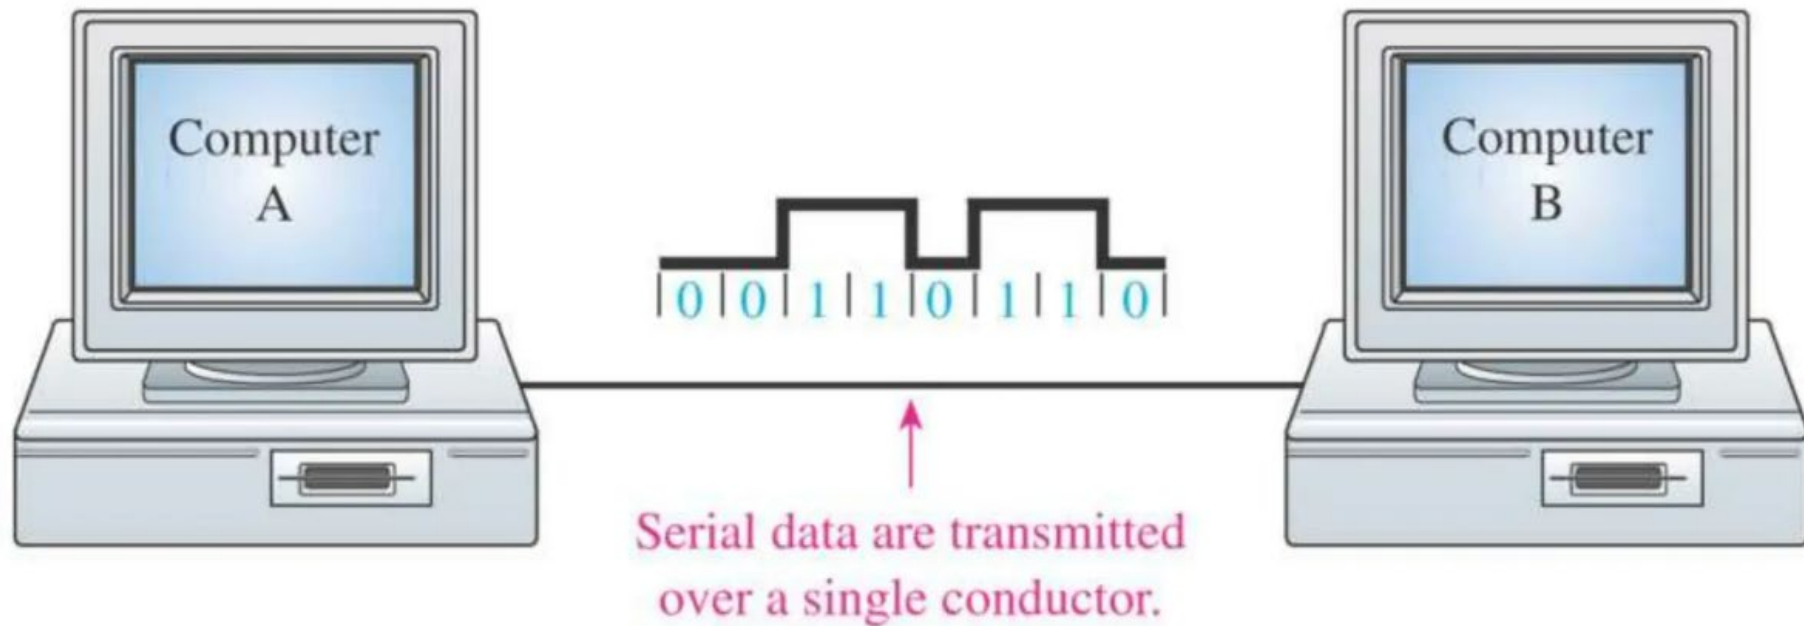 Computer
A
Computer
B
|0|0|1|1|0|1|1|0|
Serial data are transmitted
over a single conductor.